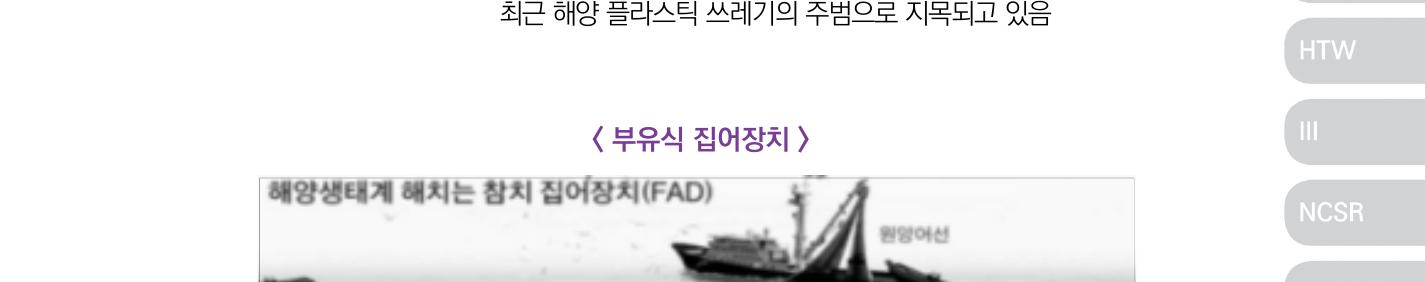 최근 해양 플라스틱 쓰레기의 주범으로 지목되고 있음
HTW
III
NCSR
〈 부유식 집어장치 〉
해양생태계 해치는 참치 집어장치(FAD)
원양어선